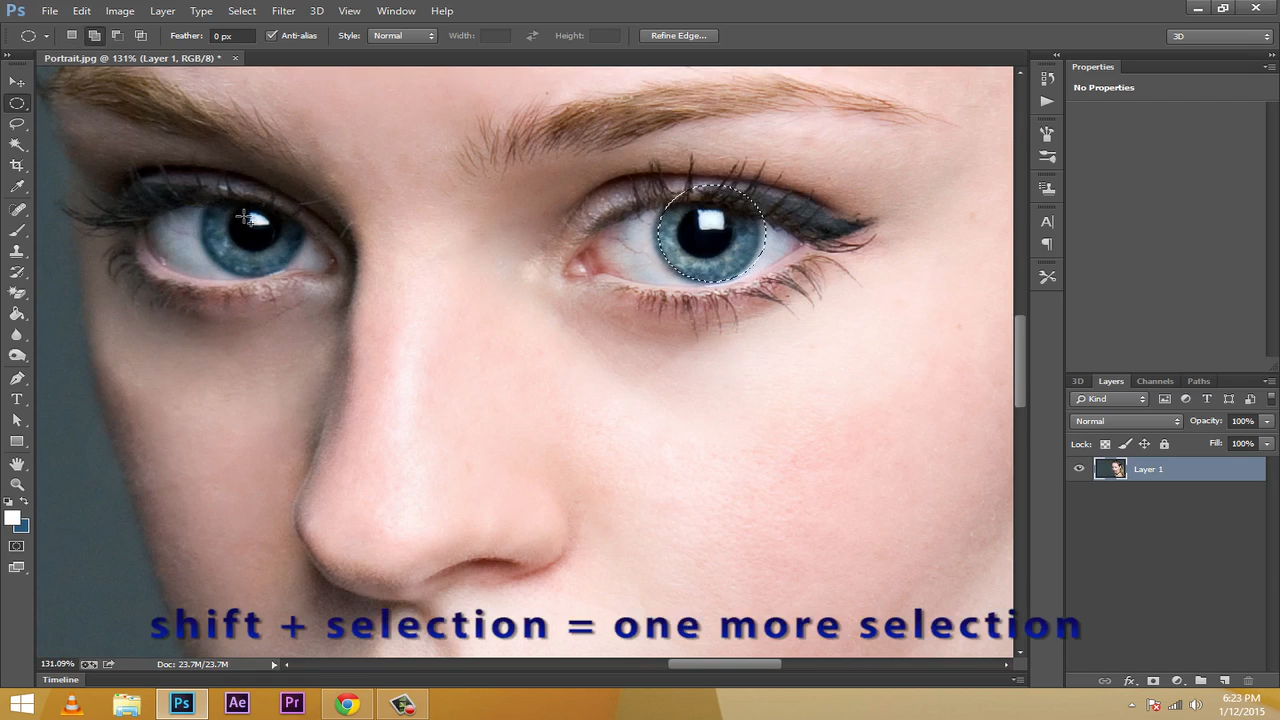 Ps File Edit Image Layer Type Select Filter 3D View Window Help
Feather: 0 px Anti-alias Style: Normal Width: Height: Refine Edge... 3D
Portrait.jpg @ 131% (Layer 1, RGB/8) * ×
Properties
No Properties
3D Layers Channels Paths
Kind
Normal Opacity: 100%
Lock: Fill: 100%
Layer 1
shift + selection = one more selection
131.09% Doc: 23.7M/23.7M
Timeline
Ps Ae Pr
6:23 PM
1/12/2015